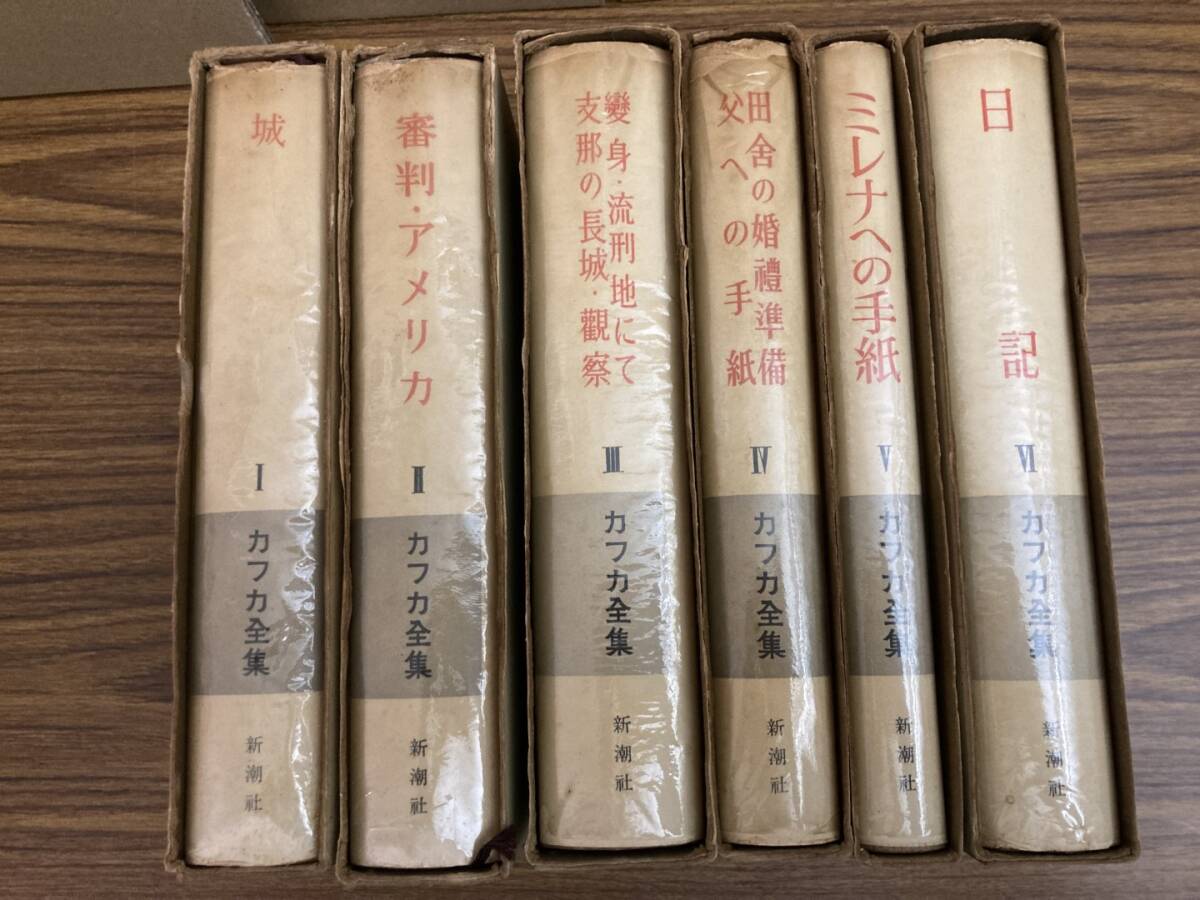 城
I
カフカ全集
新潮社
審判・アメリカ
II
カフカ全集
新潮社
變身・流刑地にて
支那の長城・觀察
III
カフカ全集
新潮社
田舎の婚禮準備
父への手紙
IV
カフカ全集
新潮社
ミレナへの手紙
V
カフカ全集
新潮社
日記
VI
カフカ全集
新潮社